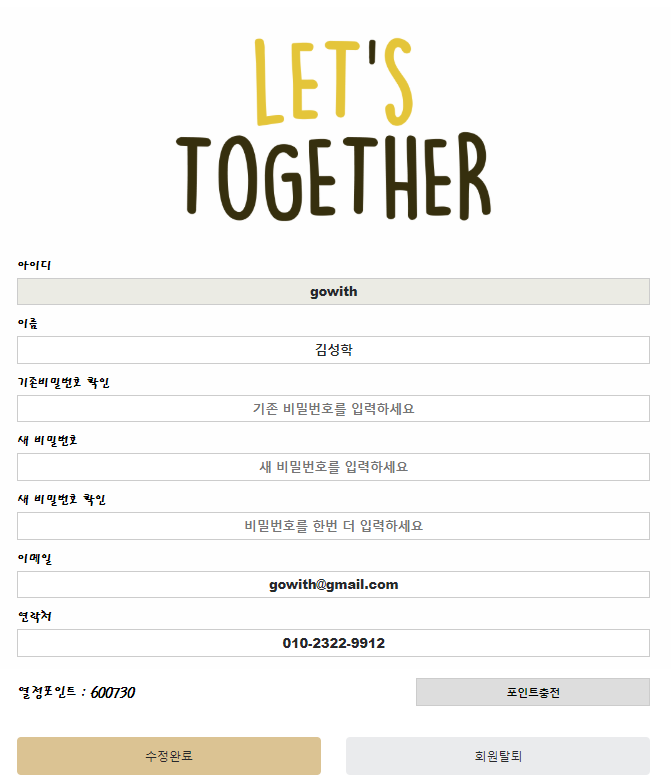 LET'S
TOGETHER
아이디
gowith
이름
김성학
기존비밀번호 확인
기존 비밀번호를 입력하세요
새 비밀번호
새 비밀번호를 입력하세요
새 비밀번호 확인
비밀번호를 한번 더 입력하세요
이메일
gowith@gmail.com
연락처
010-2322-9912
열정포인트 : 600730
포인트충전
수정완료
회원탈퇴